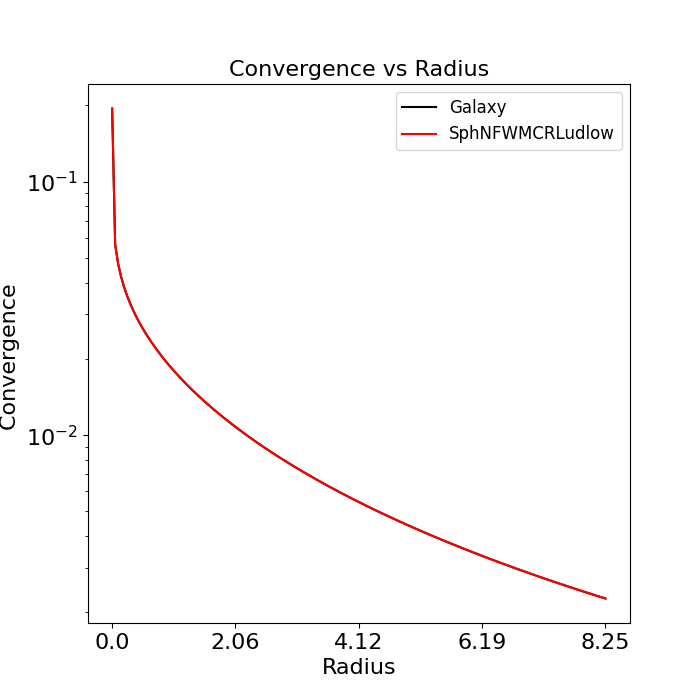 Convergence vs Radius
Galaxy
SphNFWMCRLudlow
Convergence
10⁻¹
10⁻²
0.0 2.06 4.12 6.19 8.25
Radius